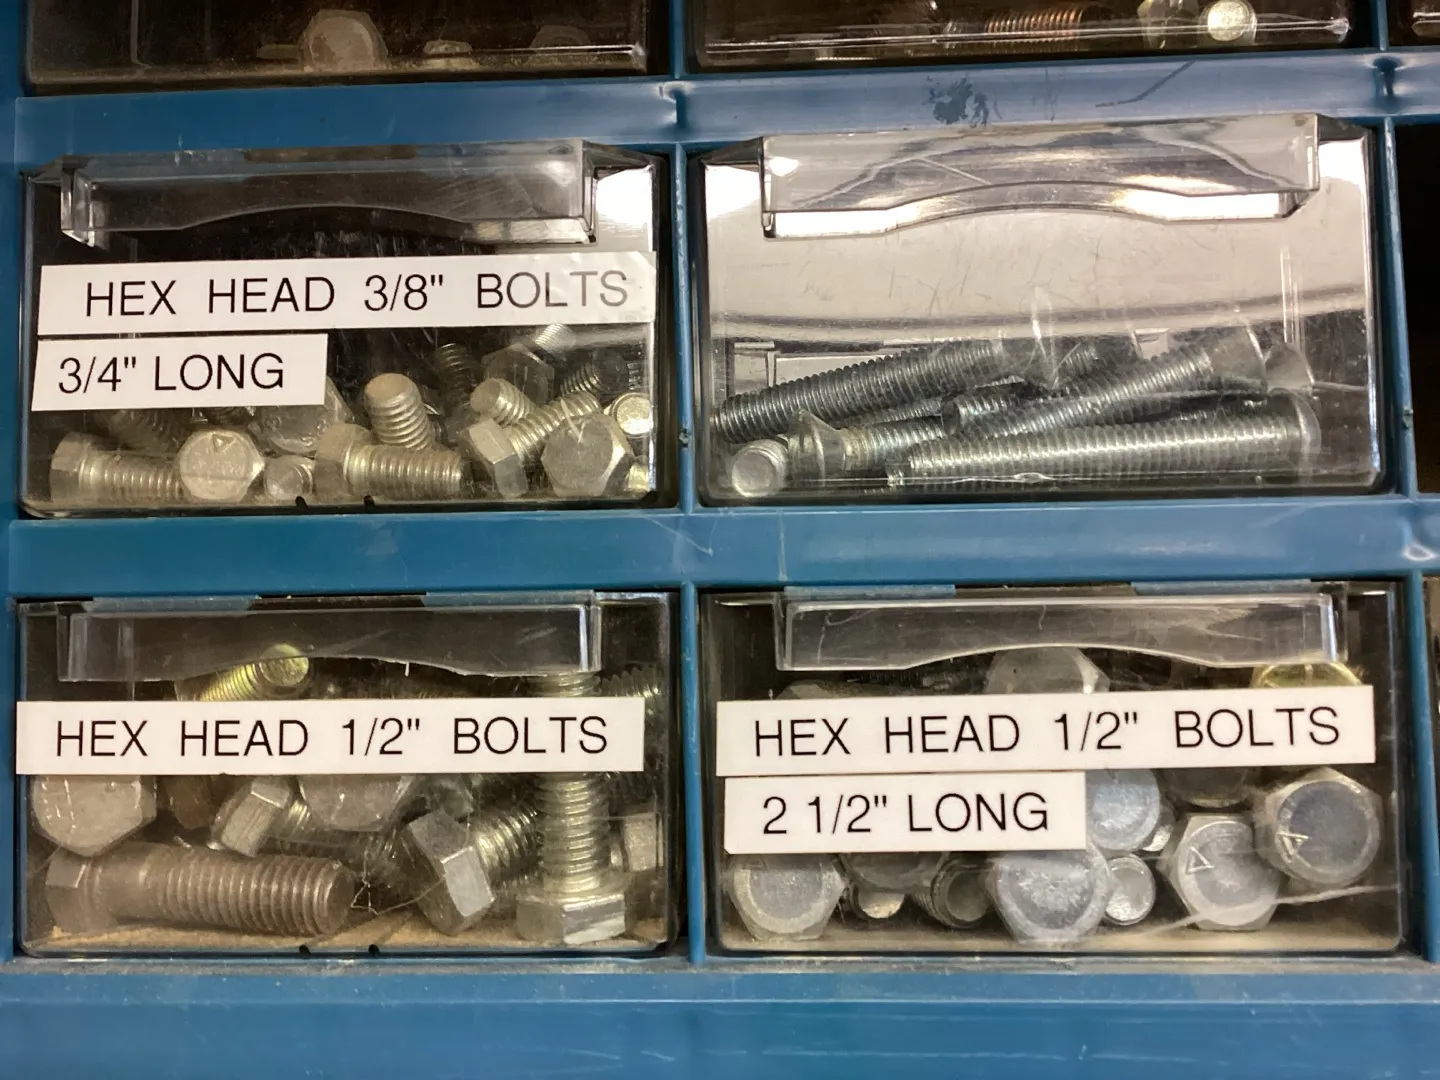 HEX HEAD 3/8" BOLTS
3/4" LONG
HEX HEAD 1/2" BOLTS
HEX HEAD 1/2" BOLTS
2 1/2" LONG